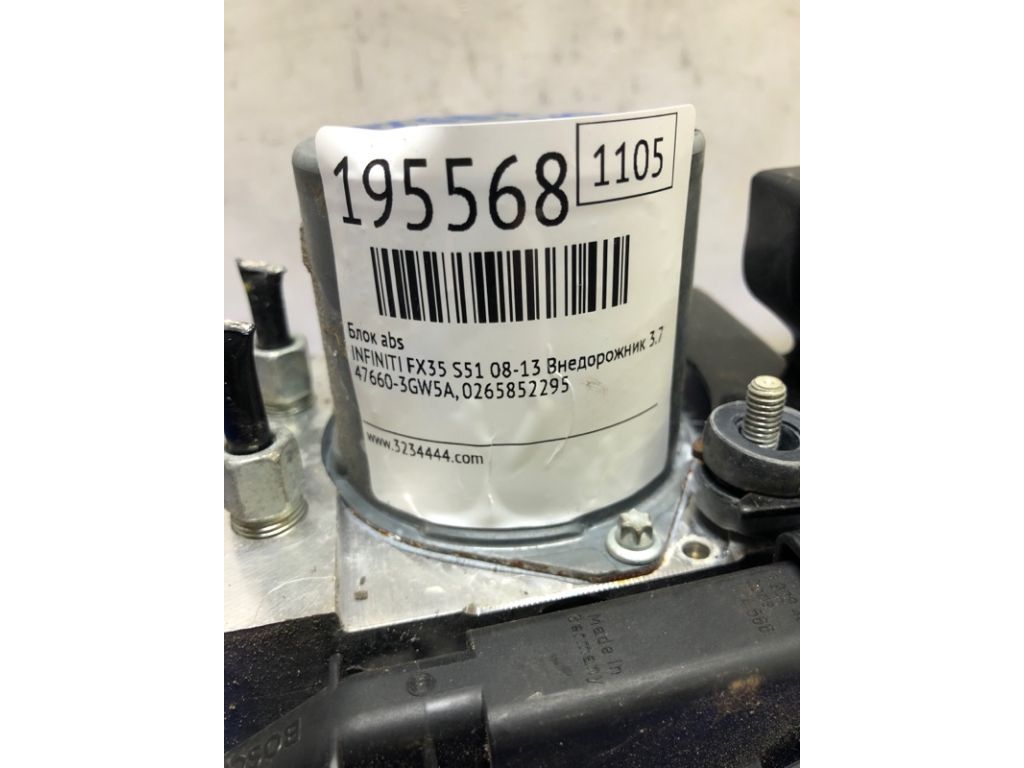 195568
1105
Блок abs
INFINITI FX35 S51 08-13 Внедорожник 3.7
47660-3GW5A, 0265852295
www.3234444.com
Made in
Germany
BOSCH